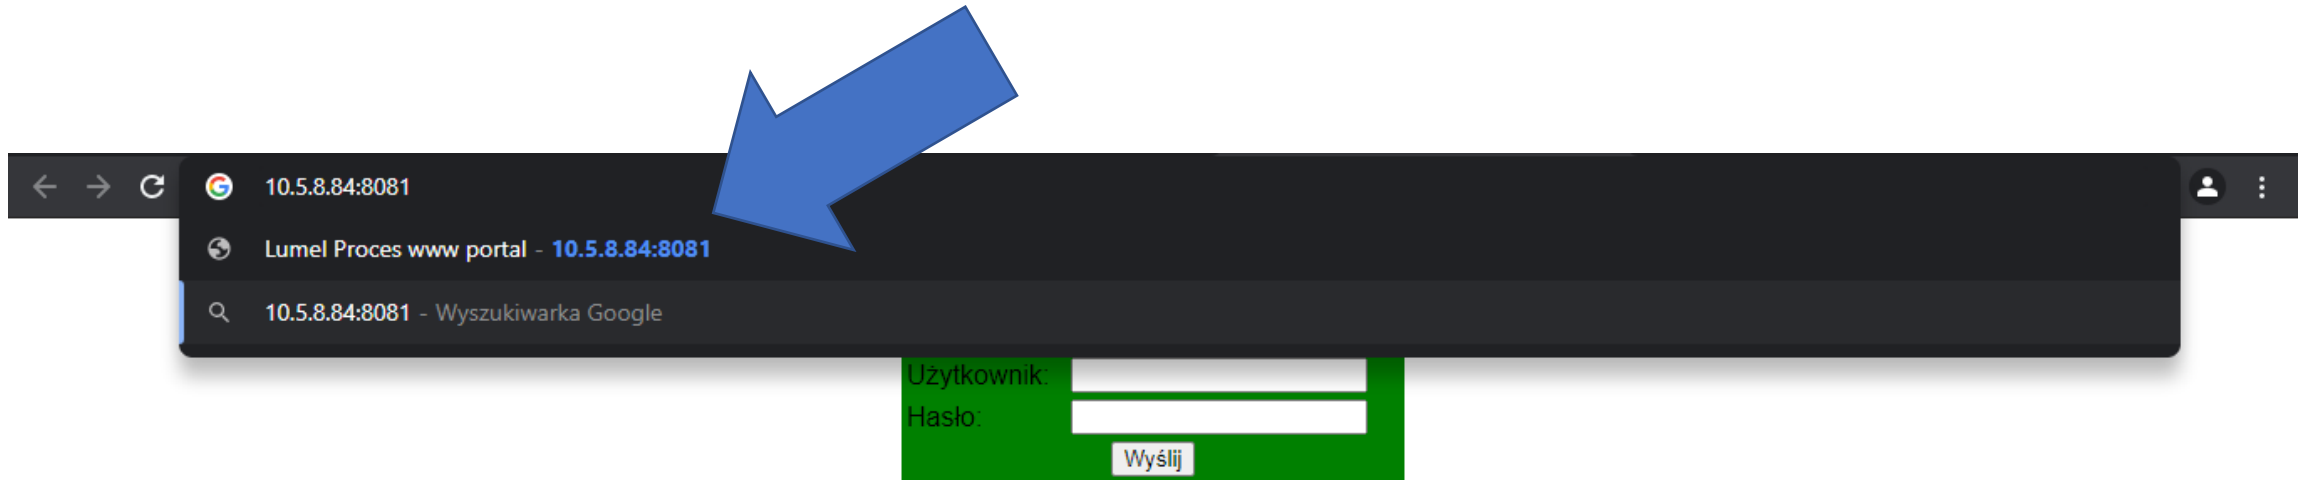 10.5.8.84:8081
Lumel Proces www portal - 10.5.8.84:8081
10.5.8.84:8081 - Wyszukiwarka Google
Użytkownik:
Hasło:
Wyślij